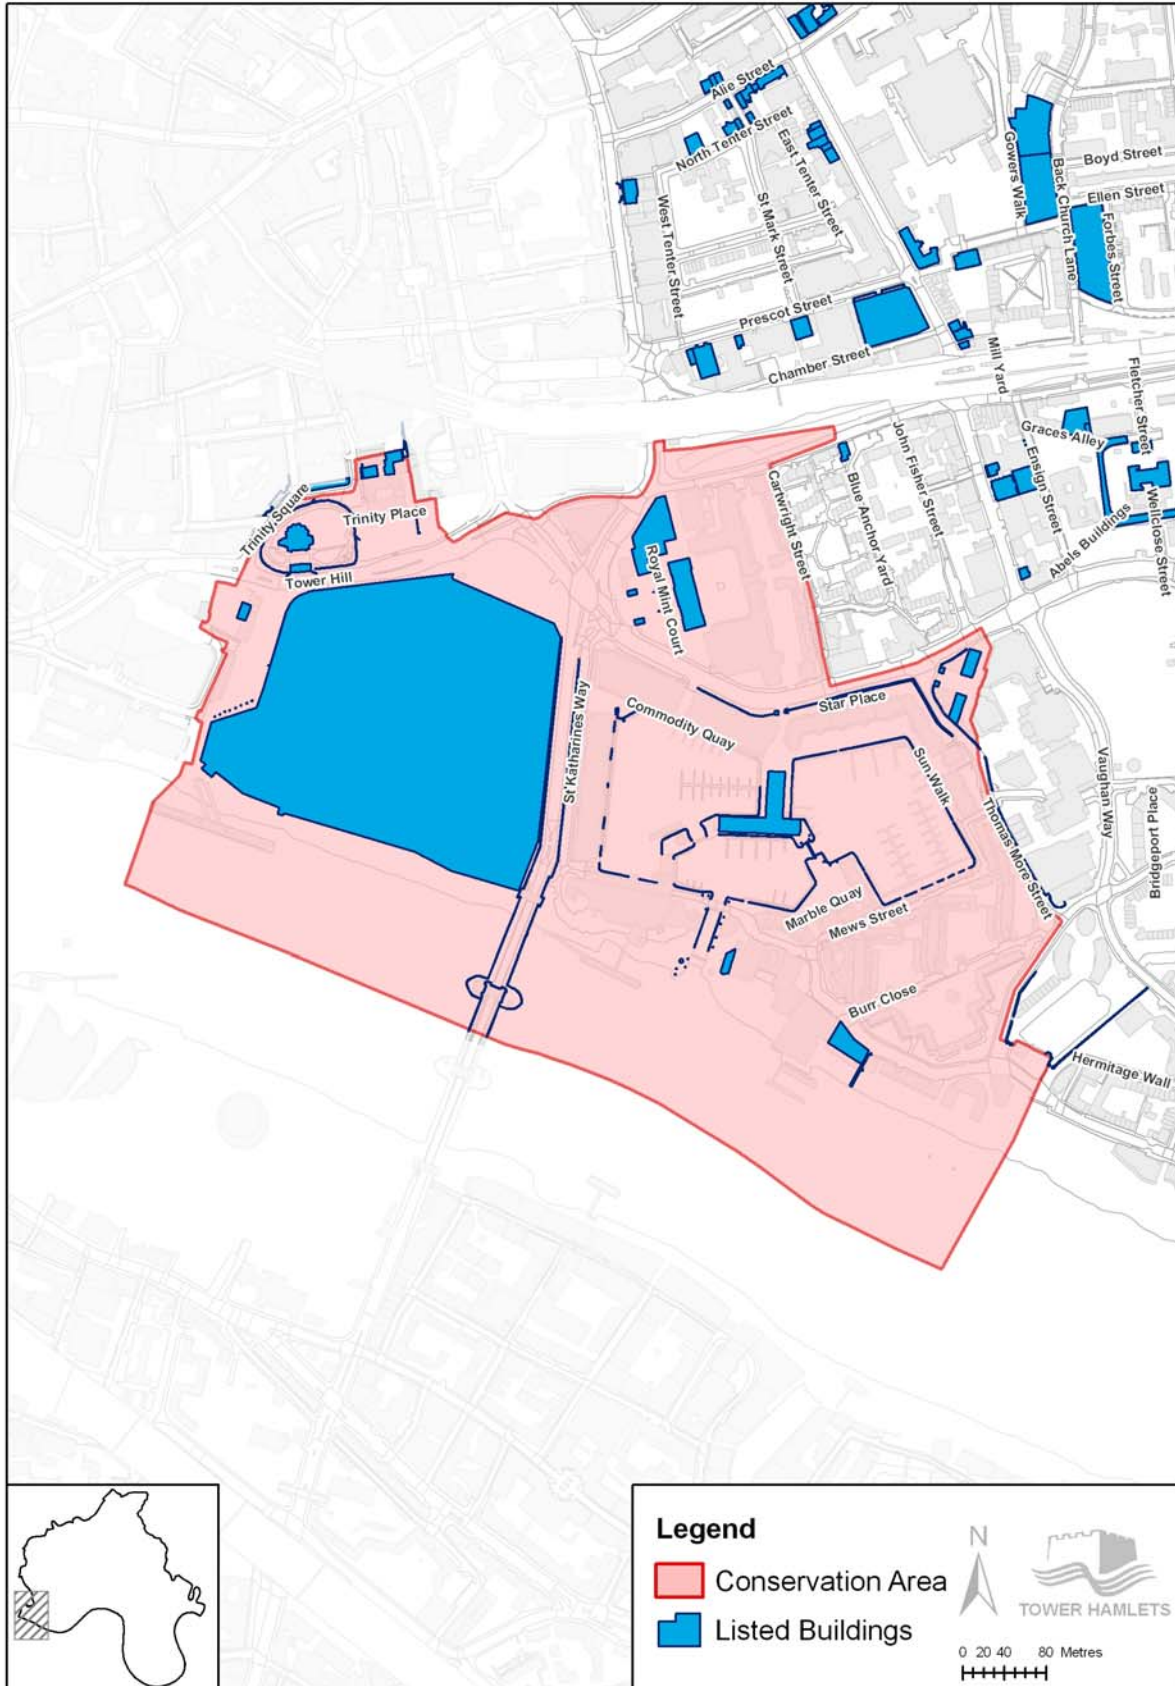 Alie Street
North Tenter Street
East Tenter Street
St Mark Street
West Tenter Street
Gowers Walk
Back Church Lane
Boyd Street
Ellen Street
Forbes Street
Prescot Street
Chamber Street
Mill Yard
Fletcher Street
Graces Alley
John Fisher Street
Ensign Street
Blue Anchor Yard
Cartwright Street
Wellclose Street
Abels Buildings
Trinity Square
Trinity Place
Tower Hill
Royal Mint Court
St Katharines Way
Commodity Quay
Star Place
Sun Walk
Thomas More Street
Vaughan Way
Bridgeport Place
Marble Quay
Mews Street
Burr Close
Hermitage Wall
Legend
Conservation Area
Listed Buildings
N
TOWER HAMLETS
0 20 40 80 Metres